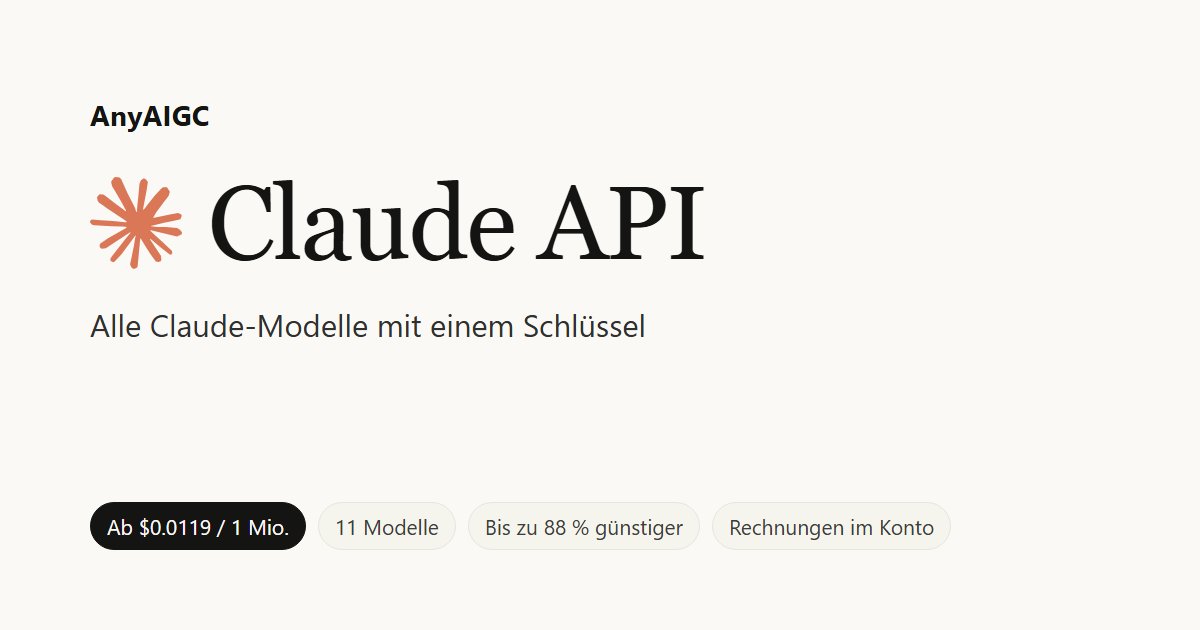 AnyAIGC
Claude API
Alle Claude-Modelle mit einem Schlüssel
Ab $0.0119 / 1 Mio.
11 Modelle
Bis zu 88 % günstiger
Rechnungen im Konto